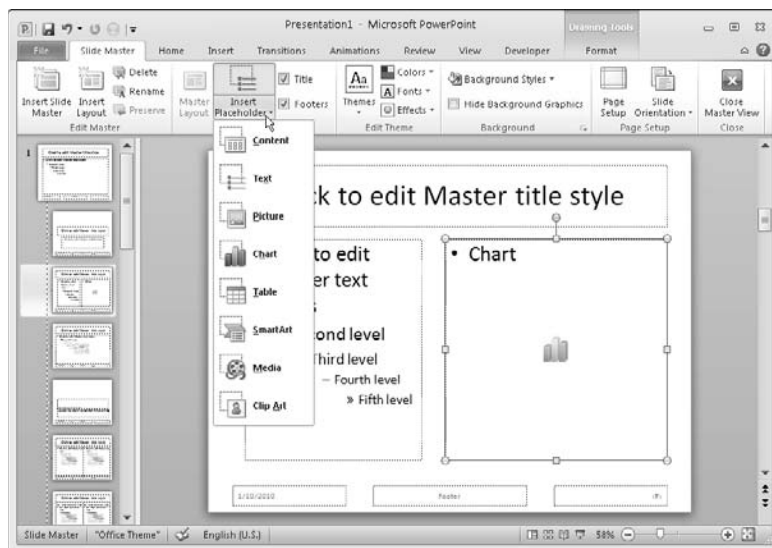 Presentation1 - Microsoft PowerPoint
Drawing Tools
File Slide Master Home Insert Transitions Animations Review View Developer Format
Insert Slide Master
Insert Layout
Delete
Rename
Preserve
Edit Master
Master Layout
Insert Placeholder
Title
Footers
Themes
Colors
Fonts
Effects
Edit Theme
Background Styles
Hide Background Graphics
Background
Page Setup
Slide Orientation
Page Setup
Close Master View
Close
Content
Text
Picture
Chart
Table
SmartArt
Media
Clip Art
1
k to edit Master title style
to edit
er text
ond level
Third level
– Fourth level
» Fifth level
• Chart
1/10/2010
Footer
‹#›
Slide Master "Office Theme" English (U.S.) 58%